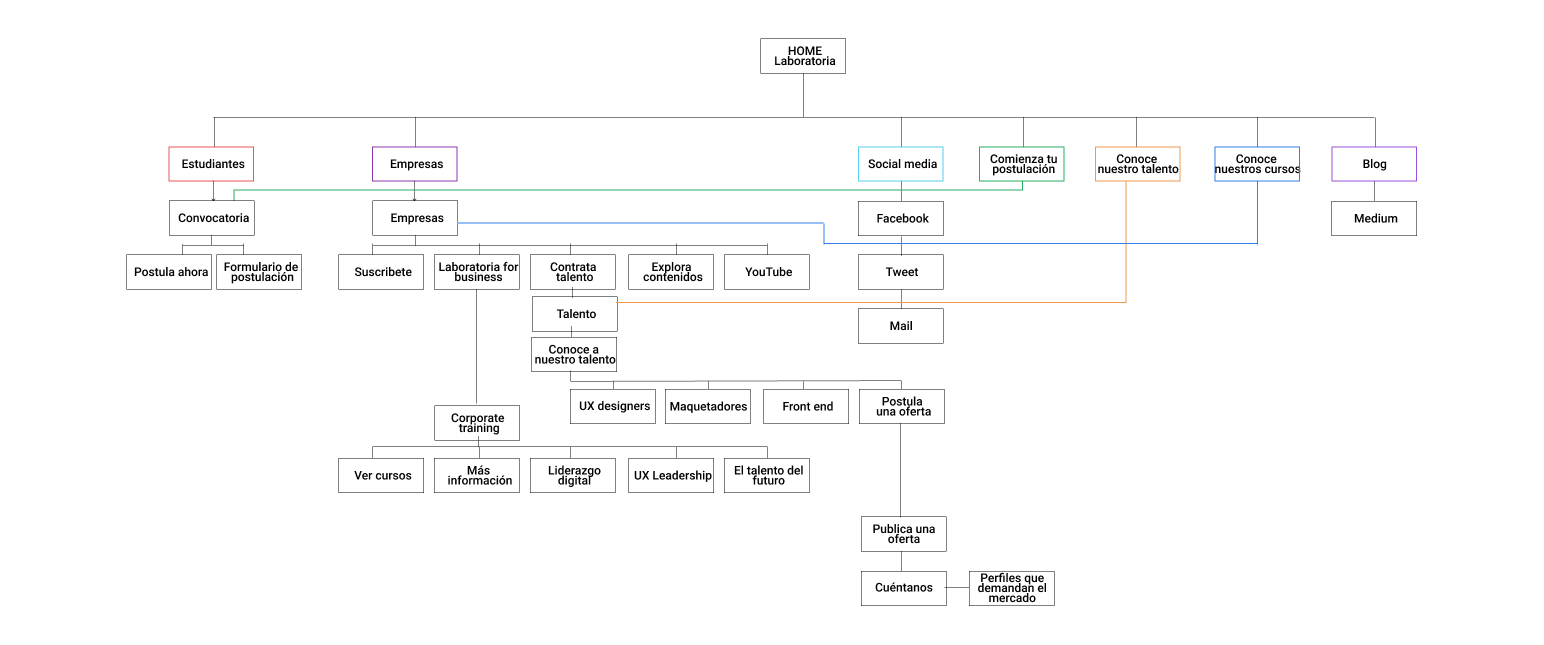 HOME
Laboratoria
Estudiantes
Empresas
Social media
Comienza tu
postulación
Conoce
nuestro talento
Conoce
nuestros cursos
Blog
Convocatoria
Empresas
Facebook
Medium
Postula ahora
Formulario de
postulación
Suscribete
Laboratoria for
business
Contrata
talento
Explora
contenidos
YouTube
Tweet
Talento
Mail
Conoce a
nuestro talento
UX designers
Maquetadores
Front end
Postula
una oferta
Corporate
training
Ver cursos
Más
información
Liderazgo
digital
UX Leadership
El talento del
futuro
Publica una
oferta
Cuéntanos
Perfiles que
demandan el
mercado